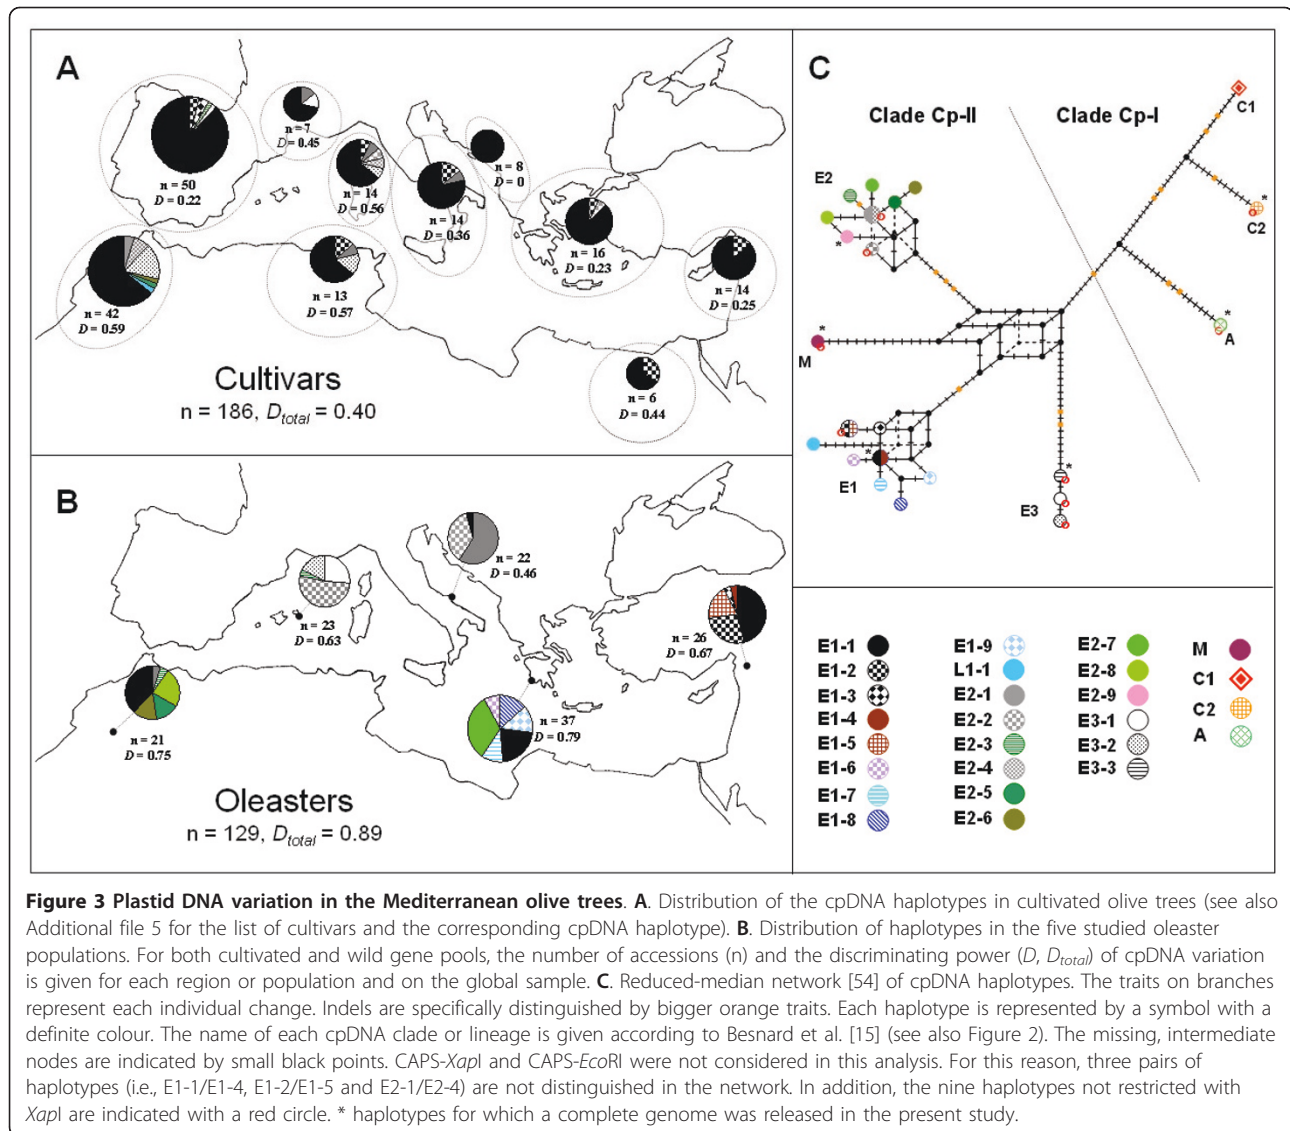 A
n = 50
D = 0.22
n = 7
D = 0.45
n = 14
D = 0.56
n = 14
D = 0.36
n = 8
D = 0
n = 16
D = 0.23
n = 14
D = 0.25
n = 42
D = 0.59
n = 13
D = 0.57
n = 6
D = 0.44
Cultivars
n = 186, Dtotal = 0.40
B
n = 22
D = 0.46
n = 23
D = 0.63
n = 26
D = 0.67
n = 37
D = 0.79
n = 21
D = 0.75
Oleasters
n = 129, Dtotal = 0.89
C
Clade Cp-II
Clade Cp-I
C1
*
C2
*
A
E2
*
M
*
E1
*
E3
*
E1-1
E1-2
E1-3
E1-4
E1-5
E1-6
E1-7
E1-8
E1-9
L1-1
E2-1
E2-2
E2-3
E2-4
E2-5
E2-6
E2-7
E2-8
E2-9
E3-1
E3-2
E3-3
M
C1
C2
A
Figure 3 Plastid DNA variation in the Mediterranean olive trees. A. Distribution of the cpDNA haplotypes in cultivated olive trees (see also
Additional file 5 for the list of cultivars and the corresponding cpDNA haplotype). B. Distribution of haplotypes in the five studied oleaster
populations. For both cultivated and wild gene pools, the number of accessions (n) and the discriminating power (D, Dtotal) of cpDNA variation
is given for each region or population and on the global sample. C. Reduced-median network [54] of cpDNA haplotypes. The traits on branches
represent each individual change. Indels are specifically distinguished by bigger orange traits. Each haplotype is represented by a symbol with a
definite colour. The name of each cpDNA clade or lineage is given according to Besnard et al. [15] (see also Figure 2). The missing, intermediate
nodes are indicated by small black points. CAPS-XapI and CAPS-EcoRI were not considered in this analysis. For this reason, three pairs of
haplotypes (i.e., E1-1/E1-4, E1-2/E1-5 and E2-1/E2-4) are not distinguished in the network. In addition, the nine haplotypes not restricted with
XapI are indicated with a red circle. * haplotypes for which a complete genome was released in the present study.